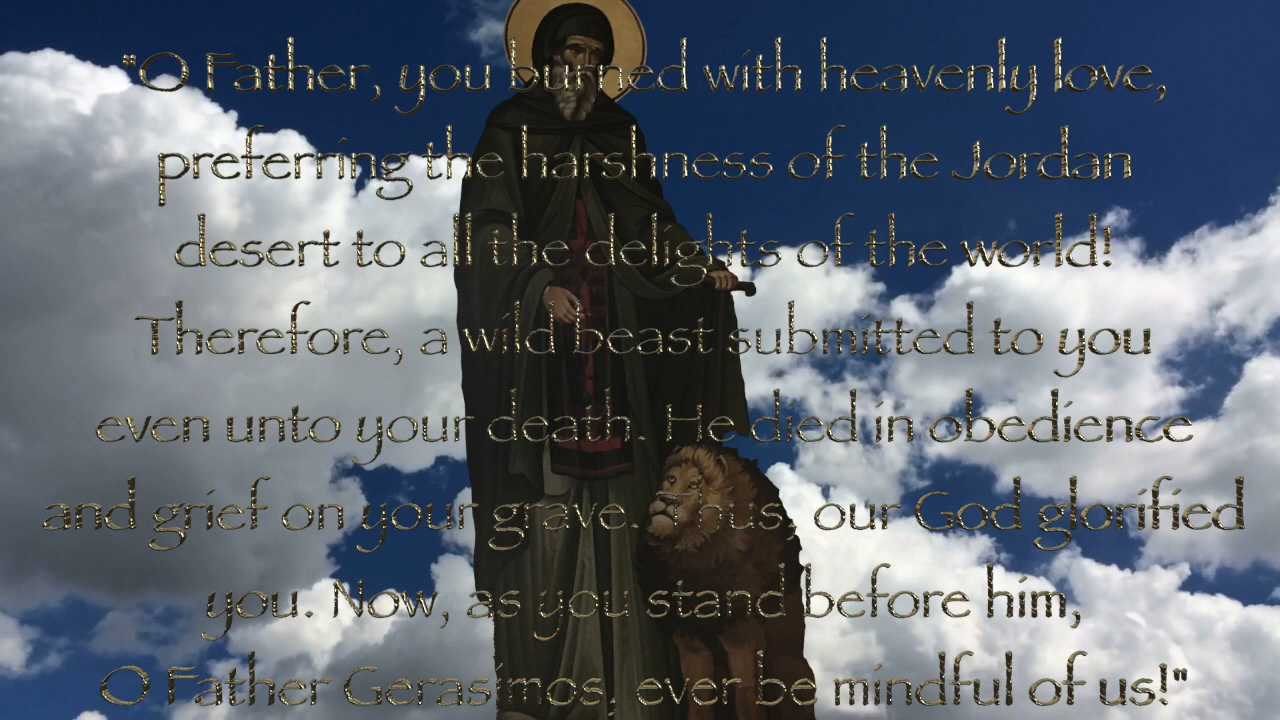 "O Father, you burned with heavenly love,
preferring the harshness of the Jordan
desert to all the delights of the world!
Therefore, a wild beast submitted to you
even unto your death. He died in obedience
and grief on your grave. Thus, our God glorified
you. Now, as you stand before him,
O Father Gerasimos, ever be mindful of us!"